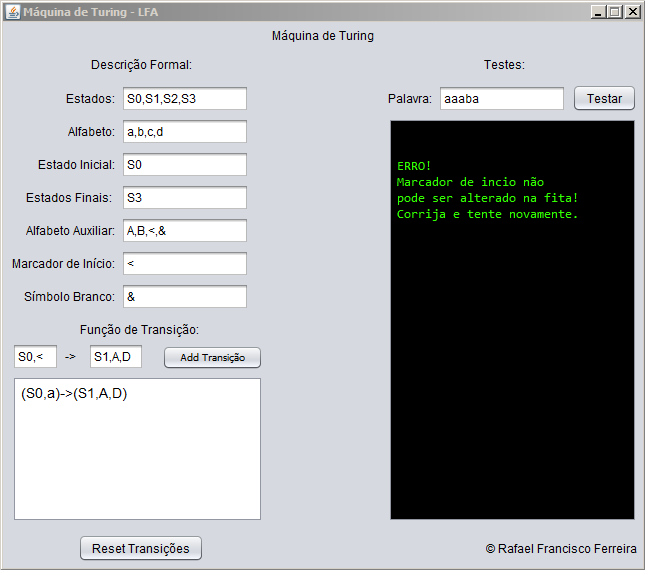 Máquina de Turing - LFA
Máquina de Turing
Descrição Formal:
Estados: S0,S1,S2,S3
Alfabeto: a,b,c,d
Estado Inicial: S0
Estados Finais: S3
Alfabeto Auxiliar: A,B,<,&
Marcador de Início: <
Símbolo Branco: &
Função de Transição:
S0,< -> S1,A,D Add Transição
(S0,a)->(S1,A,D)
Reset Transições
Testes:
Palavra: aaaba Testar
ERRO!
Marcador de incio não
pode ser alterado na fita!
Corrija e tente novamente.
© Rafael Francisco Ferreira